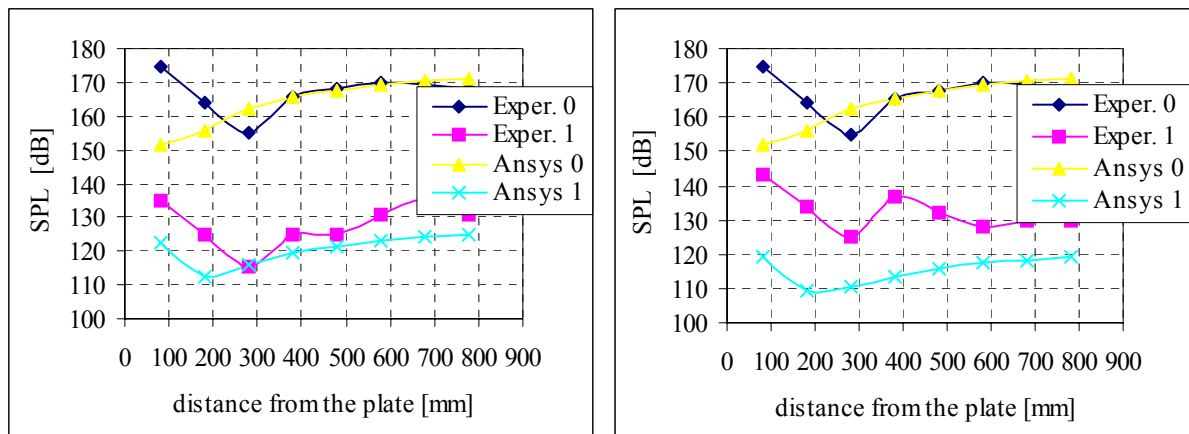 180
170
160
150
140
130
120
110
100
SPL [dB]
0 100 200 300 400 500 600 700 800 900
distance from the plate [mm]
Exper. 0
Exper. 1
Ansys 0
Ansys 1
180
170
160
150
140
130
120
110
100
SPL [dB]
0 100 200 300 400 500 600 700 800 900
distance from the plate [mm]
Exper. 0
Exper. 1
Ansys 0
Ansys 1